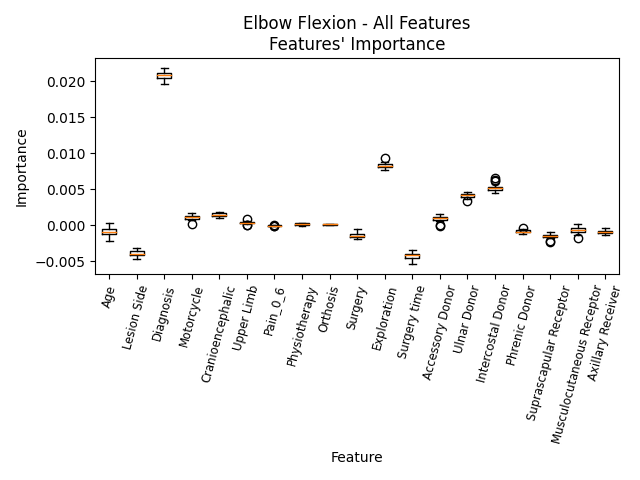 Elbow Flexion - All Features
Features' Importance
Importance
0.020
0.015
0.010
0.005
0.000
−0.005
Age
Lesion Side
Diagnosis
Motorcycle
Cranioencephalic
Upper Limb
Pain_0_6
Physiotherapy
Orthosis
Surgery
Exploration
Surgery time
Accessory Donor
Ulnar Donor
Intercostal Donor
Phrenic Donor
Suprascapular Receptor
Musculocutaneous Receptor
Axillary Receiver
Feature